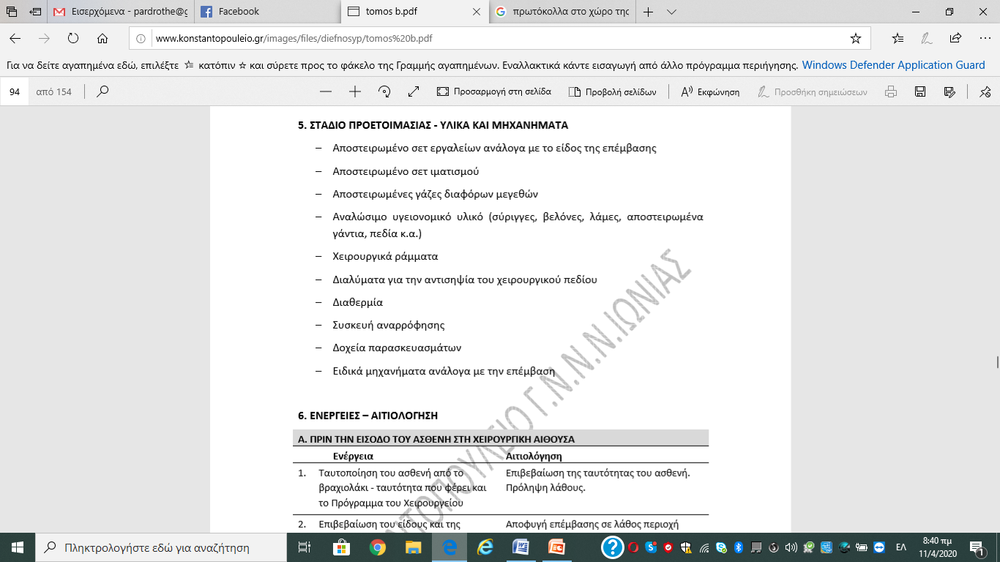 Εισερχόμενα - pardrothe@g
Facebook
tomos b.pdf
πρωτόκολλα στο χώρο της
www.konstantopouleio.gr/images/files/diefnosyp/tomos%20b.pdf
Για να δείτε αγαπημένα εδώ, επιλέξτε κατόπιν ☆ και σύρετε προς το φάκελο της Γραμμής αγαπημένων. Εναλλακτικά κάντε εισαγωγή από άλλο πρόγραμμα περιήγησης. Windows Defender Application Guard
94 από 154 Προσαρμογή στη σελίδα Προβολή σελίδων Εκφώνηση Προσθήκη σημειώσεων
5. ΣΤΑΔΙΟ ΠΡΟΕΤΟΙΜΑΣΙΑΣ - ΥΛΙΚΑ ΚΑΙ ΜΗΧΑΝΗΜΑΤΑ
– Αποστειρωμένο σετ εργαλείων ανάλογα με το είδος της επέμβασης
– Αποστειρωμένο σετ ιματισμού
– Αποστειρωμένες γάζες διαφόρων μεγεθών
– Αναλώσιμο υγειονομικό υλικό (σύριγγες, βελόνες, λάμες, αποστειρωμένα
γάντια, πεδία κ.α.)
– Χειρουργικά ράμματα
– Διαλύματα για την αντισηψία του χειρουργικού πεδίου
– Διαθερμία
– Συσκευή αναρρόφησης
– Δοχεία παρασκευασμάτων
– Ειδικά μηχανήματα ανάλογα με την επέμβαση
ΝΤΟΠΟΥΛΕΙΟ Γ.Ν.Ν.Ν.ΙΩΝΙΑΣ
6. ΕΝΕΡΓΕΙΕΣ – ΑΙΤΙΟΛΟΓΗΣΗ
Α. ΠΡΙΝ ΤΗΝ ΕΙΣΟΔΟ ΤΟΥ ΑΣΘΕΝΗ ΣΤΗ ΧΕΙΡΟΥΡΓΙΚΗ ΑΙΘΟΥΣΑ
Ενέργεια Αιτιολόγηση
1. Ταυτοποίηση του ασθενή από το Επιβεβαίωση της ταυτότητας του ασθενή.
βραχιολάκι - ταυτότητα που φέρει και Πρόληψη λάθους.
το Πρόγραμμα του Χειρουργείου
2. Επιβεβαίωση του είδους και της Αποφυγή επέμβασης σε λάθος περιοχή
Πληκτρολογήστε εδώ για αναζήτηση
ΕΛ
8:40 πμ
11/4/2020
1